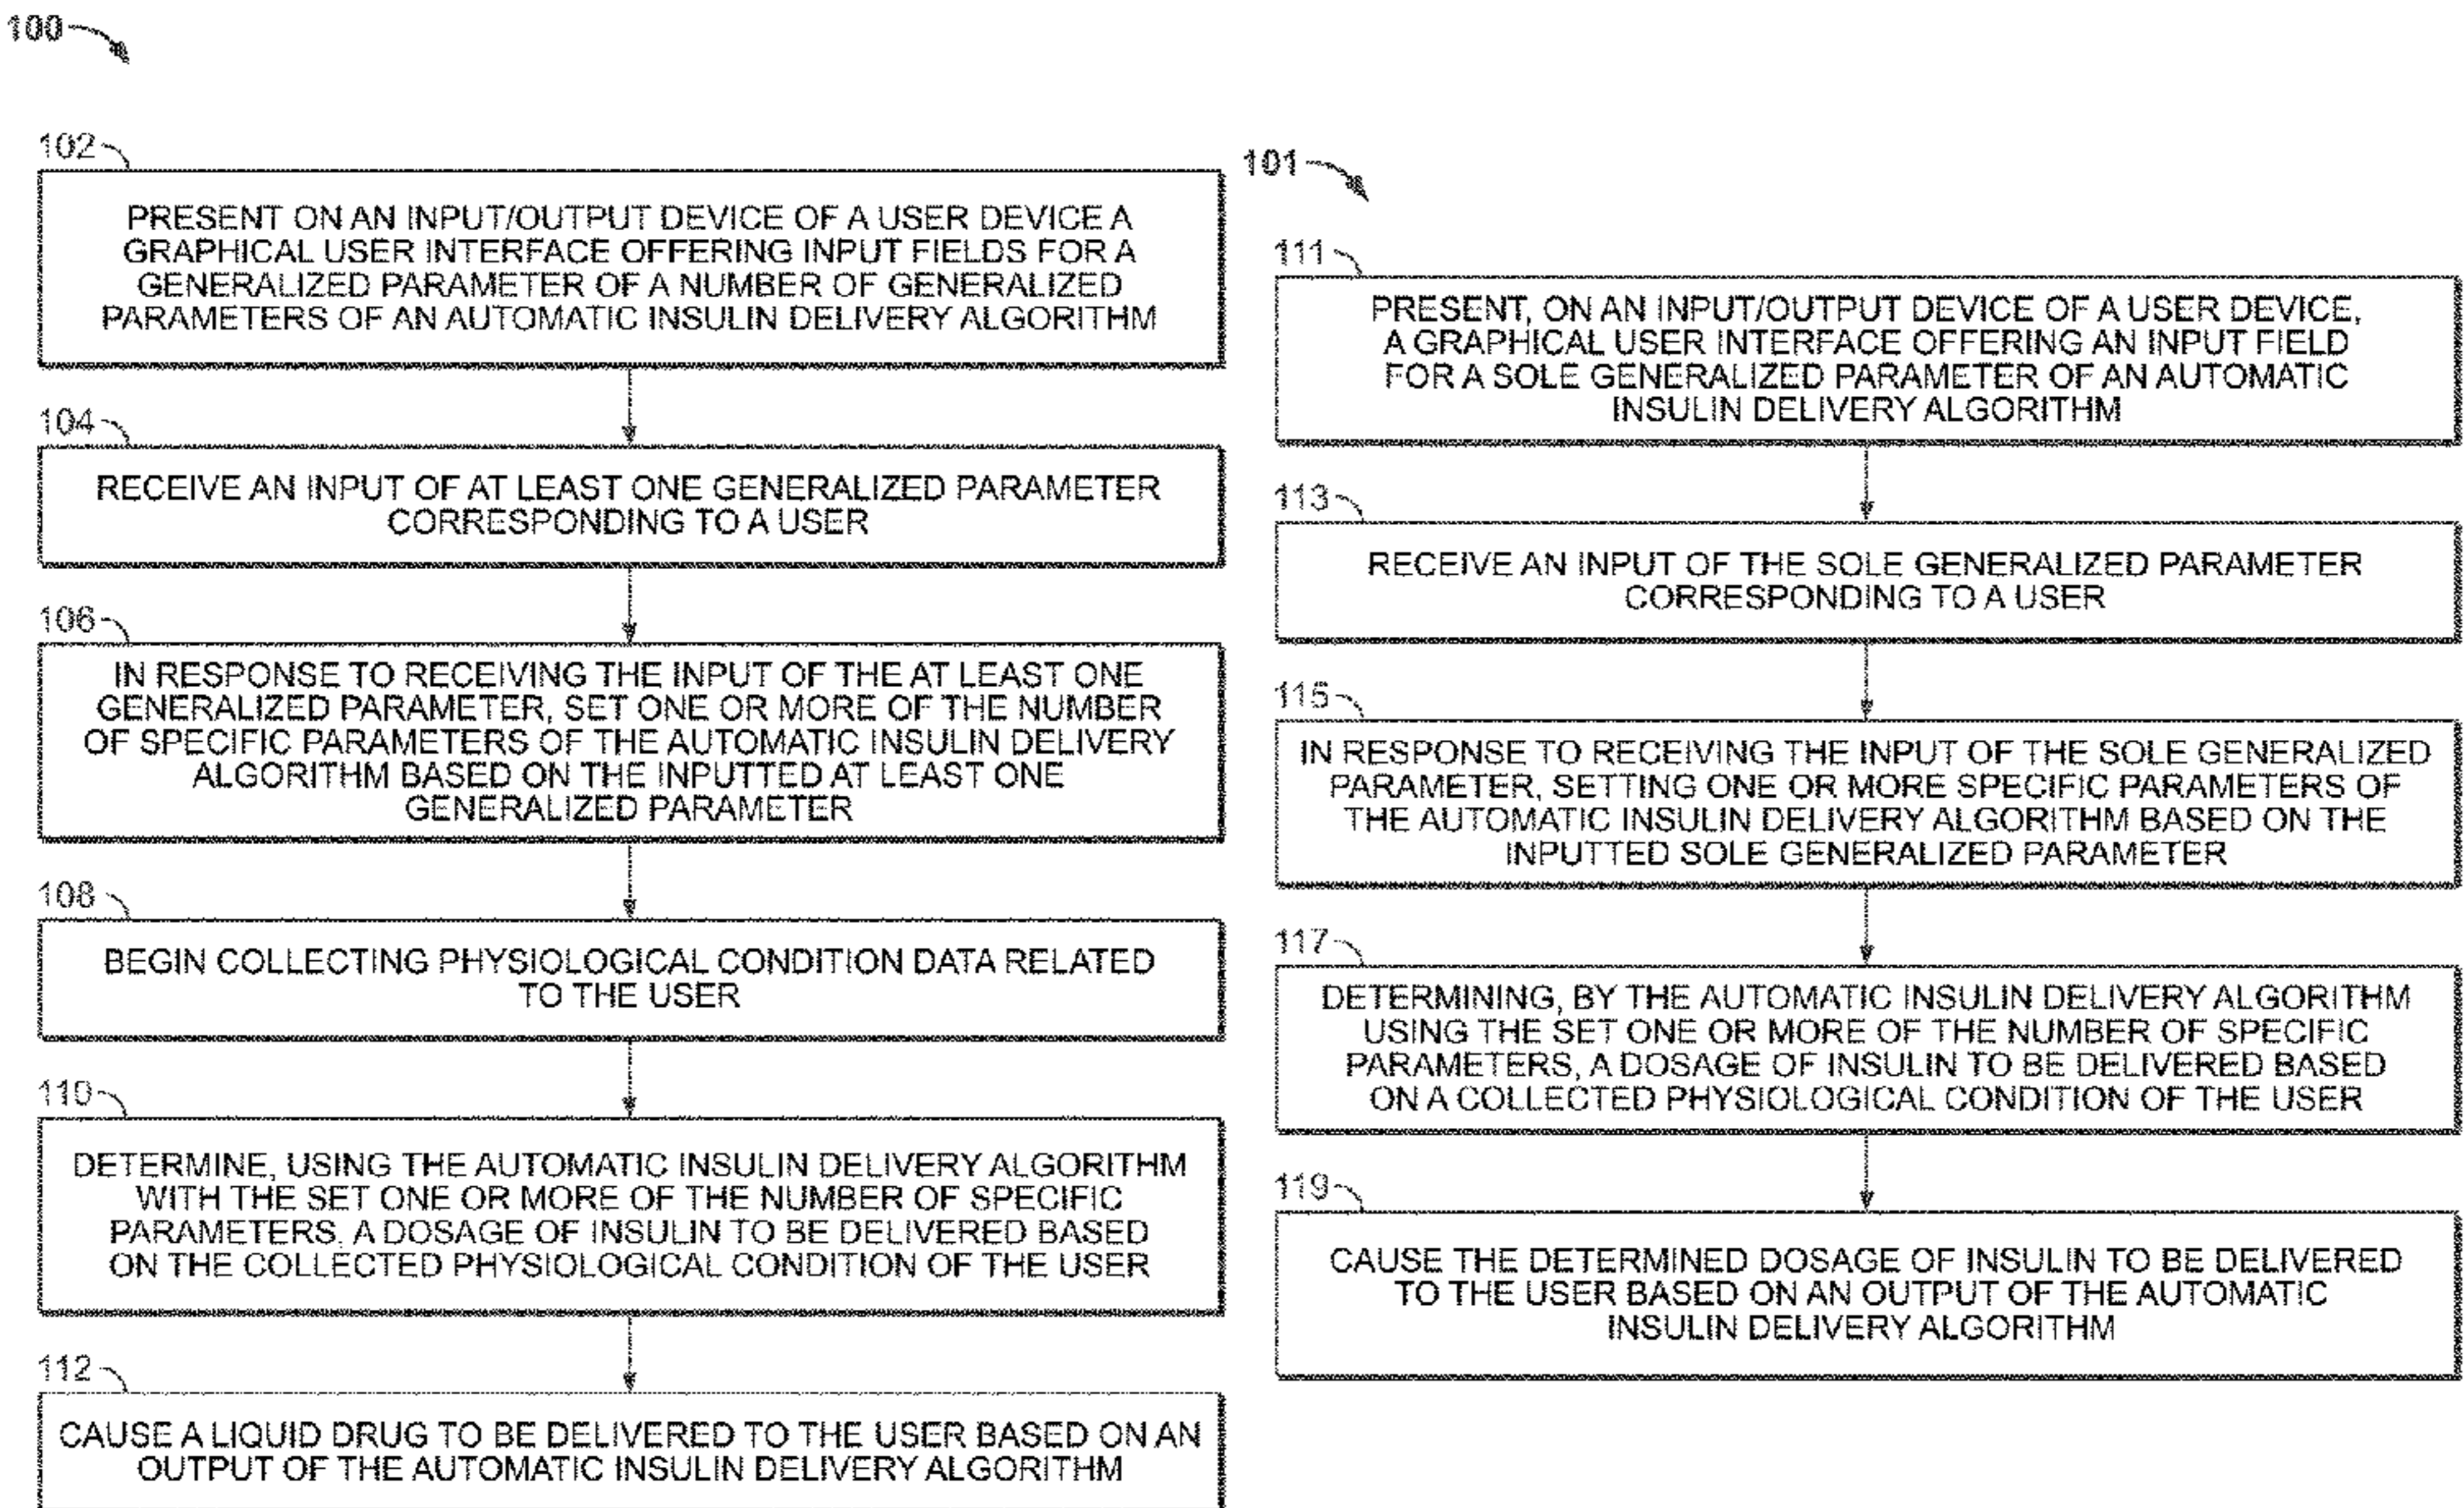 100
102
PRESENT ON AN INPUT/OUTPUT DEVICE OF A USER DEVICE A
GRAPHICAL USER INTERFACE OFFERING INPUT FIELDS FOR A
GENERALIZED PARAMETER OF A NUMBER OF GENERALIZED
PARAMETERS OF AN AUTOMATIC INSULIN DELIVERY ALGORITHM
104
RECEIVE AN INPUT OF AT LEAST ONE GENERALIZED PARAMETER
CORRESPONDING TO A USER
106
IN RESPONSE TO RECEIVING THE INPUT OF THE AT LEAST ONE
GENERALIZED PARAMETER, SET ONE OR MORE OF THE NUMBER
OF SPECIFIC PARAMETERS OF THE AUTOMATIC INSULIN DELIVERY
ALGORITHM BASED ON THE INPUTTED AT LEAST ONE
GENERALIZED PARAMETER
108
BEGIN COLLECTING PHYSIOLOGICAL CONDITION DATA RELATED
TO THE USER
110
DETERMINE, USING THE AUTOMATIC INSULIN DELIVERY ALGORITHM
WITH THE SET ONE OR MORE OF THE NUMBER OF SPECIFIC
PARAMETERS, A DOSAGE OF INSULIN TO BE DELIVERED BASED
ON THE COLLECTED PHYSIOLOGICAL CONDITION OF THE USER
112
CAUSE A LIQUID DRUG TO BE DELIVERED TO THE USER BASED ON AN
OUTPUT OF THE AUTOMATIC INSULIN DELIVERY ALGORITHM
101
111
PRESENT, ON AN INPUT/OUTPUT DEVICE OF A USER DEVICE,
A GRAPHICAL USER INTERFACE OFFERING AN INPUT FIELD
FOR A SOLE GENERALIZED PARAMETER OF AN AUTOMATIC
INSULIN DELIVERY ALGORITHM
113
RECEIVE AN INPUT OF THE SOLE GENERALIZED PARAMETER
CORRESPONDING TO A USER
115
IN RESPONSE TO RECEIVING THE INPUT OF THE SOLE GENERALIZED
PARAMETER, SETTING ONE OR MORE SPECIFIC PARAMETERS OF
THE AUTOMATIC INSULIN DELIVERY ALGORITHM BASED ON THE
INPUTTED SOLE GENERALIZED PARAMETER
117
DETERMINING, BY THE AUTOMATIC INSULIN DELIVERY ALGORITHM
USING THE SET ONE OR MORE OF THE NUMBER OF SPECIFIC
PARAMETERS, A DOSAGE OF INSULIN TO BE DELIVERED BASED
ON A COLLECTED PHYSIOLOGICAL CONDITION OF THE USER
119
CAUSE THE DETERMINED DOSAGE OF INSULIN TO BE DELIVERED
TO THE USER BASED ON AN OUTPUT OF THE AUTOMATIC
INSULIN DELIVERY ALGORITHM